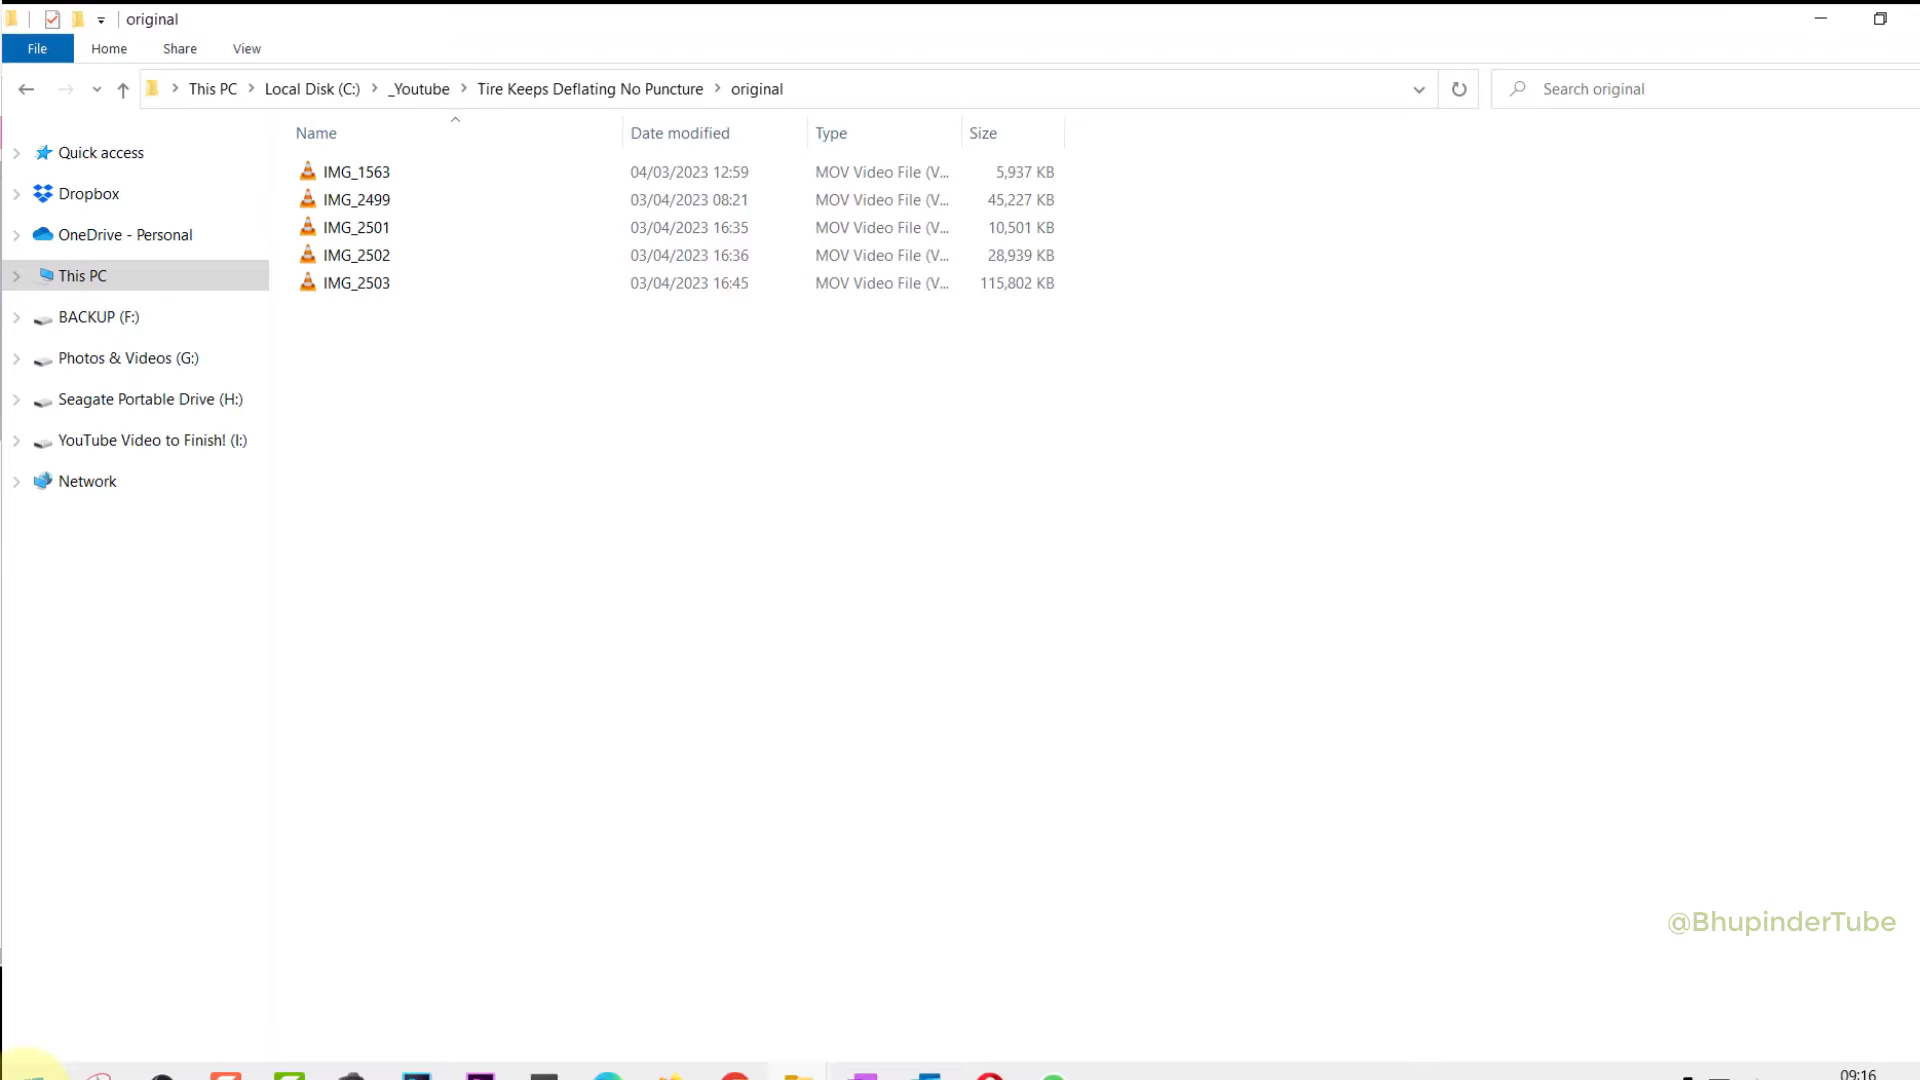 original
File Home Share View
This PC Local Disk (C:) _Youtube Tire Keeps Deflating No Puncture original Search original
Name Date modified Type Size
Quick access
Dropbox
OneDrive - Personal
This PC
BACKUP (F:)
Photos & Videos (G:)
Seagate Portable Drive (H:)
YouTube Video to Finish! (I:)
Network
IMG_1563 04/03/2023 12:59 MOV Video File (V... 5,937 KB
IMG_2499 03/04/2023 08:21 MOV Video File (V... 45,227 KB
IMG_2501 03/04/2023 16:35 MOV Video File (V... 10,501 KB
IMG_2502 03/04/2023 16:36 MOV Video File (V... 28,939 KB
IMG_2503 03/04/2023 16:45 MOV Video File (V... 115,802 KB
@BhupinderTube
09:16